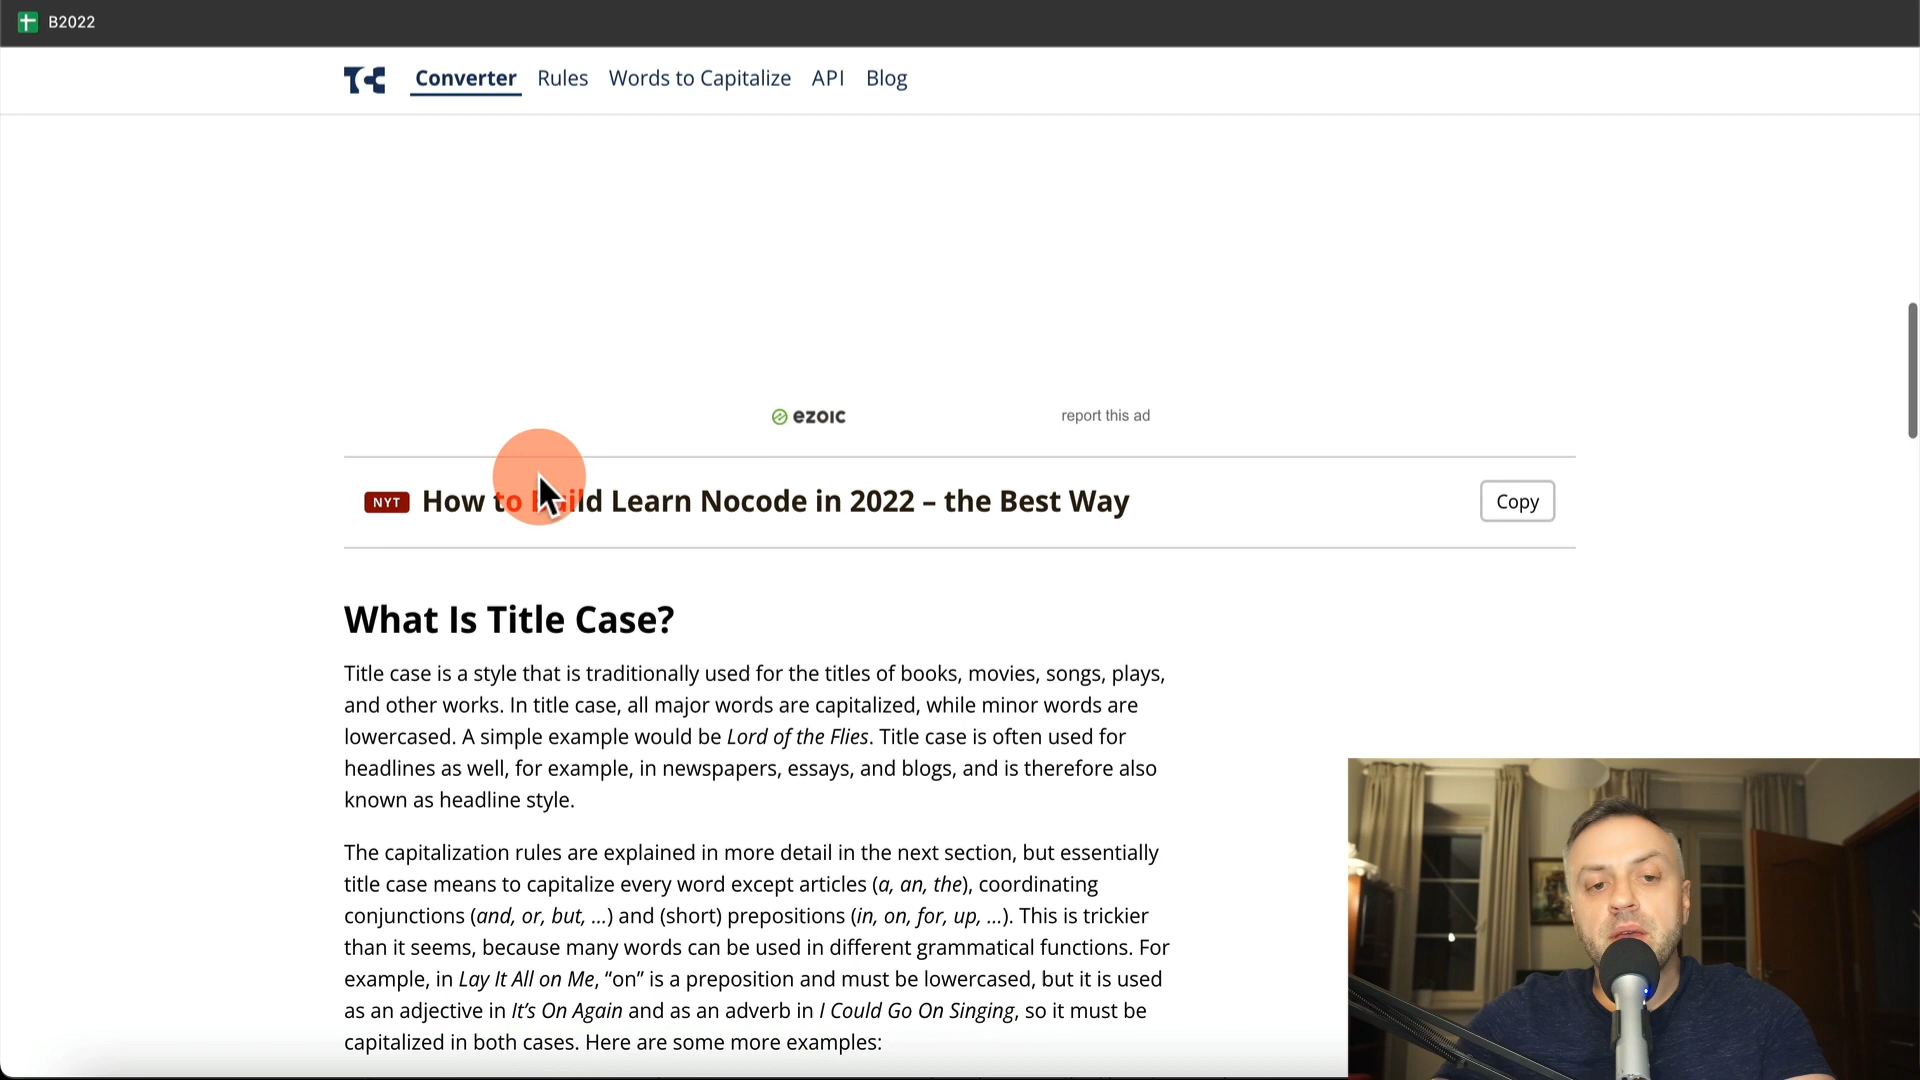 B2022
Converter Rules Words to Capitalize API Blog
ezoic report this ad
NYT How to Build Learn Nocode in 2022 – the Best Way Copy
What Is Title Case?
Title case is a style that is traditionally used for the titles of books, movies, songs, plays,
and other works. In title case, all major words are capitalized, while minor words are
lowercased. A simple example would be Lord of the Flies. Title case is often used for
headlines as well, for example, in newspapers, essays, and blogs, and is therefore also
known as headline style.
The capitalization rules are explained in more detail in the next section, but essentially
title case means to capitalize every word except articles (a, an, the), coordinating
conjunctions (and, or, but, ...) and (short) prepositions (in, on, for, up, ...). This is trickier
than it seems, because many words can be used in different grammatical functions. For
example, in Lay It All on Me, “on” is a preposition and must be lowercased, but it is used
as an adjective in It’s On Again and as an adverb in I Could Go On Singing, so it must be
capitalized in both cases. Here are some more examples: